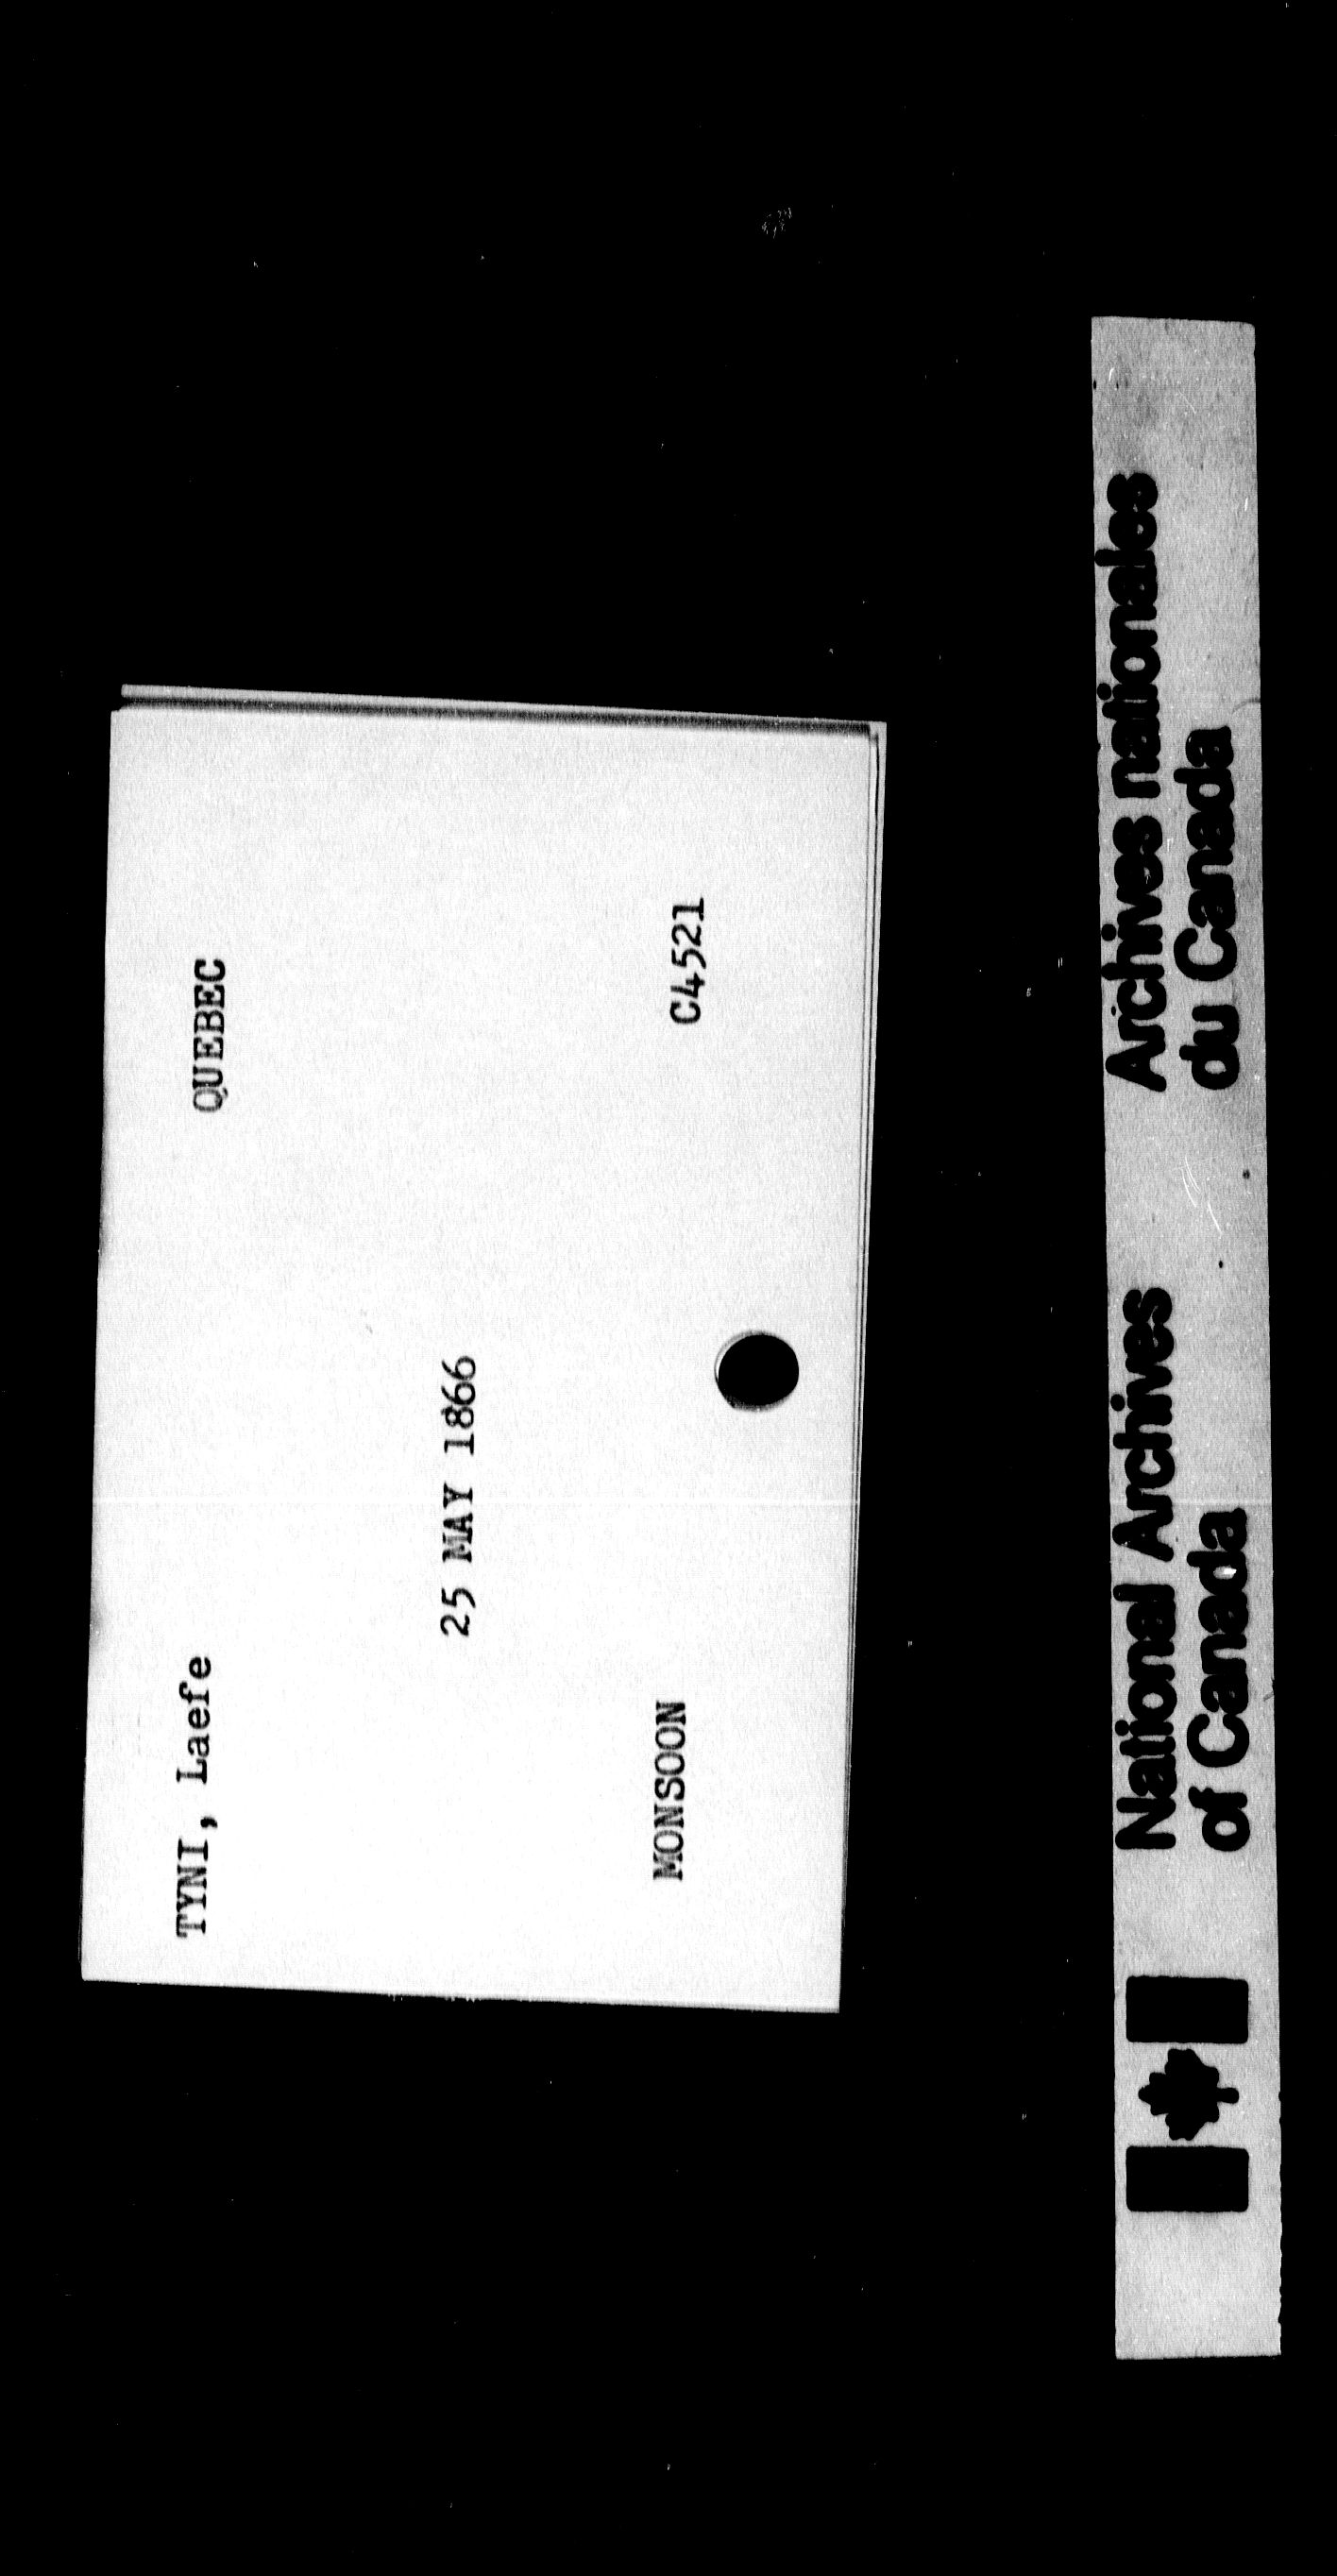 TYNI, Laefe QUEBEC
25 MAY 1866
MONSOON C4521
National Archives Archives nationales
of Canada du Canada